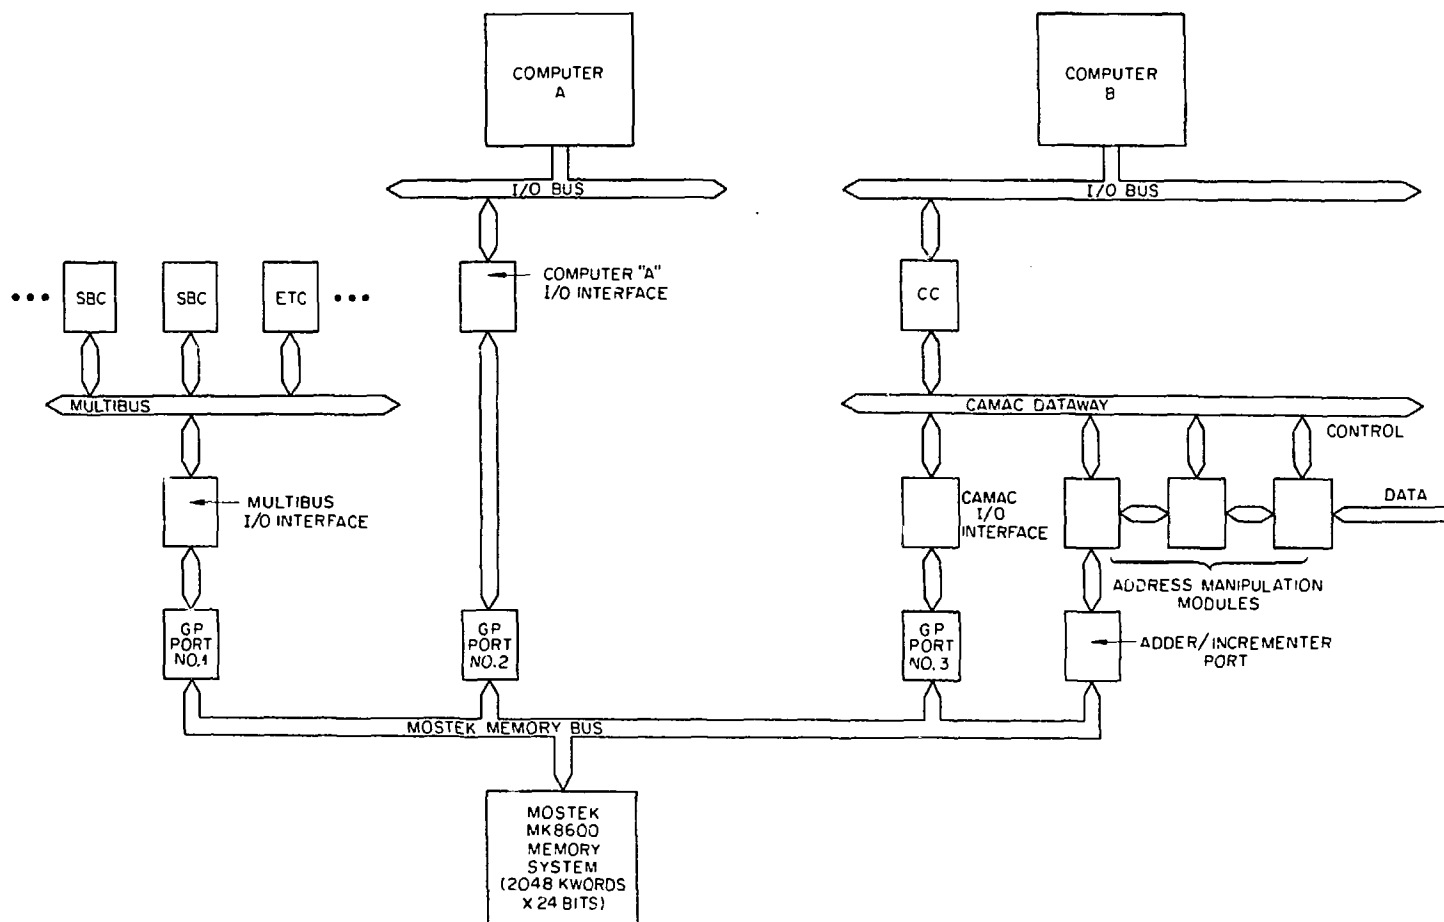 COMPUTER
A
COMPUTER
B
I/O BUS
I/O BUS
SBC
SBC
ETC
COMPUTER "A"
I/O INTERFACE
CC
MULTIBUS
CAMAC DATAWAY
CONTROL
MULTIBUS
I/O INTERFACE
CAMAC
I/O
INTERFACE
DATA
ADDRESS MANIPULATION
MODULES
GP
PORT
NO.1
GP
PORT
NO.2
GP
PORT
NO.3
ADDER/INCREMENTER
PORT
MOSTEK MEMORY BUS
MOSTEK
MK8600
MEMORY
SYSTEM
(2048 KWORDS
X 24 BITS)